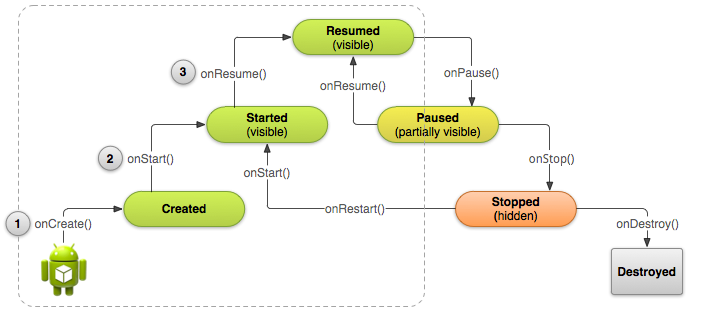 Resumed
(visible)
3
onResume()
onPause()
onResume()
Started
(visible)
Paused
(partially visible)
2
onStart()
onStart()
onStop()
1
onCreate()
Created
onRestart()
Stopped
(hidden)
onDestroy()
Destroyed